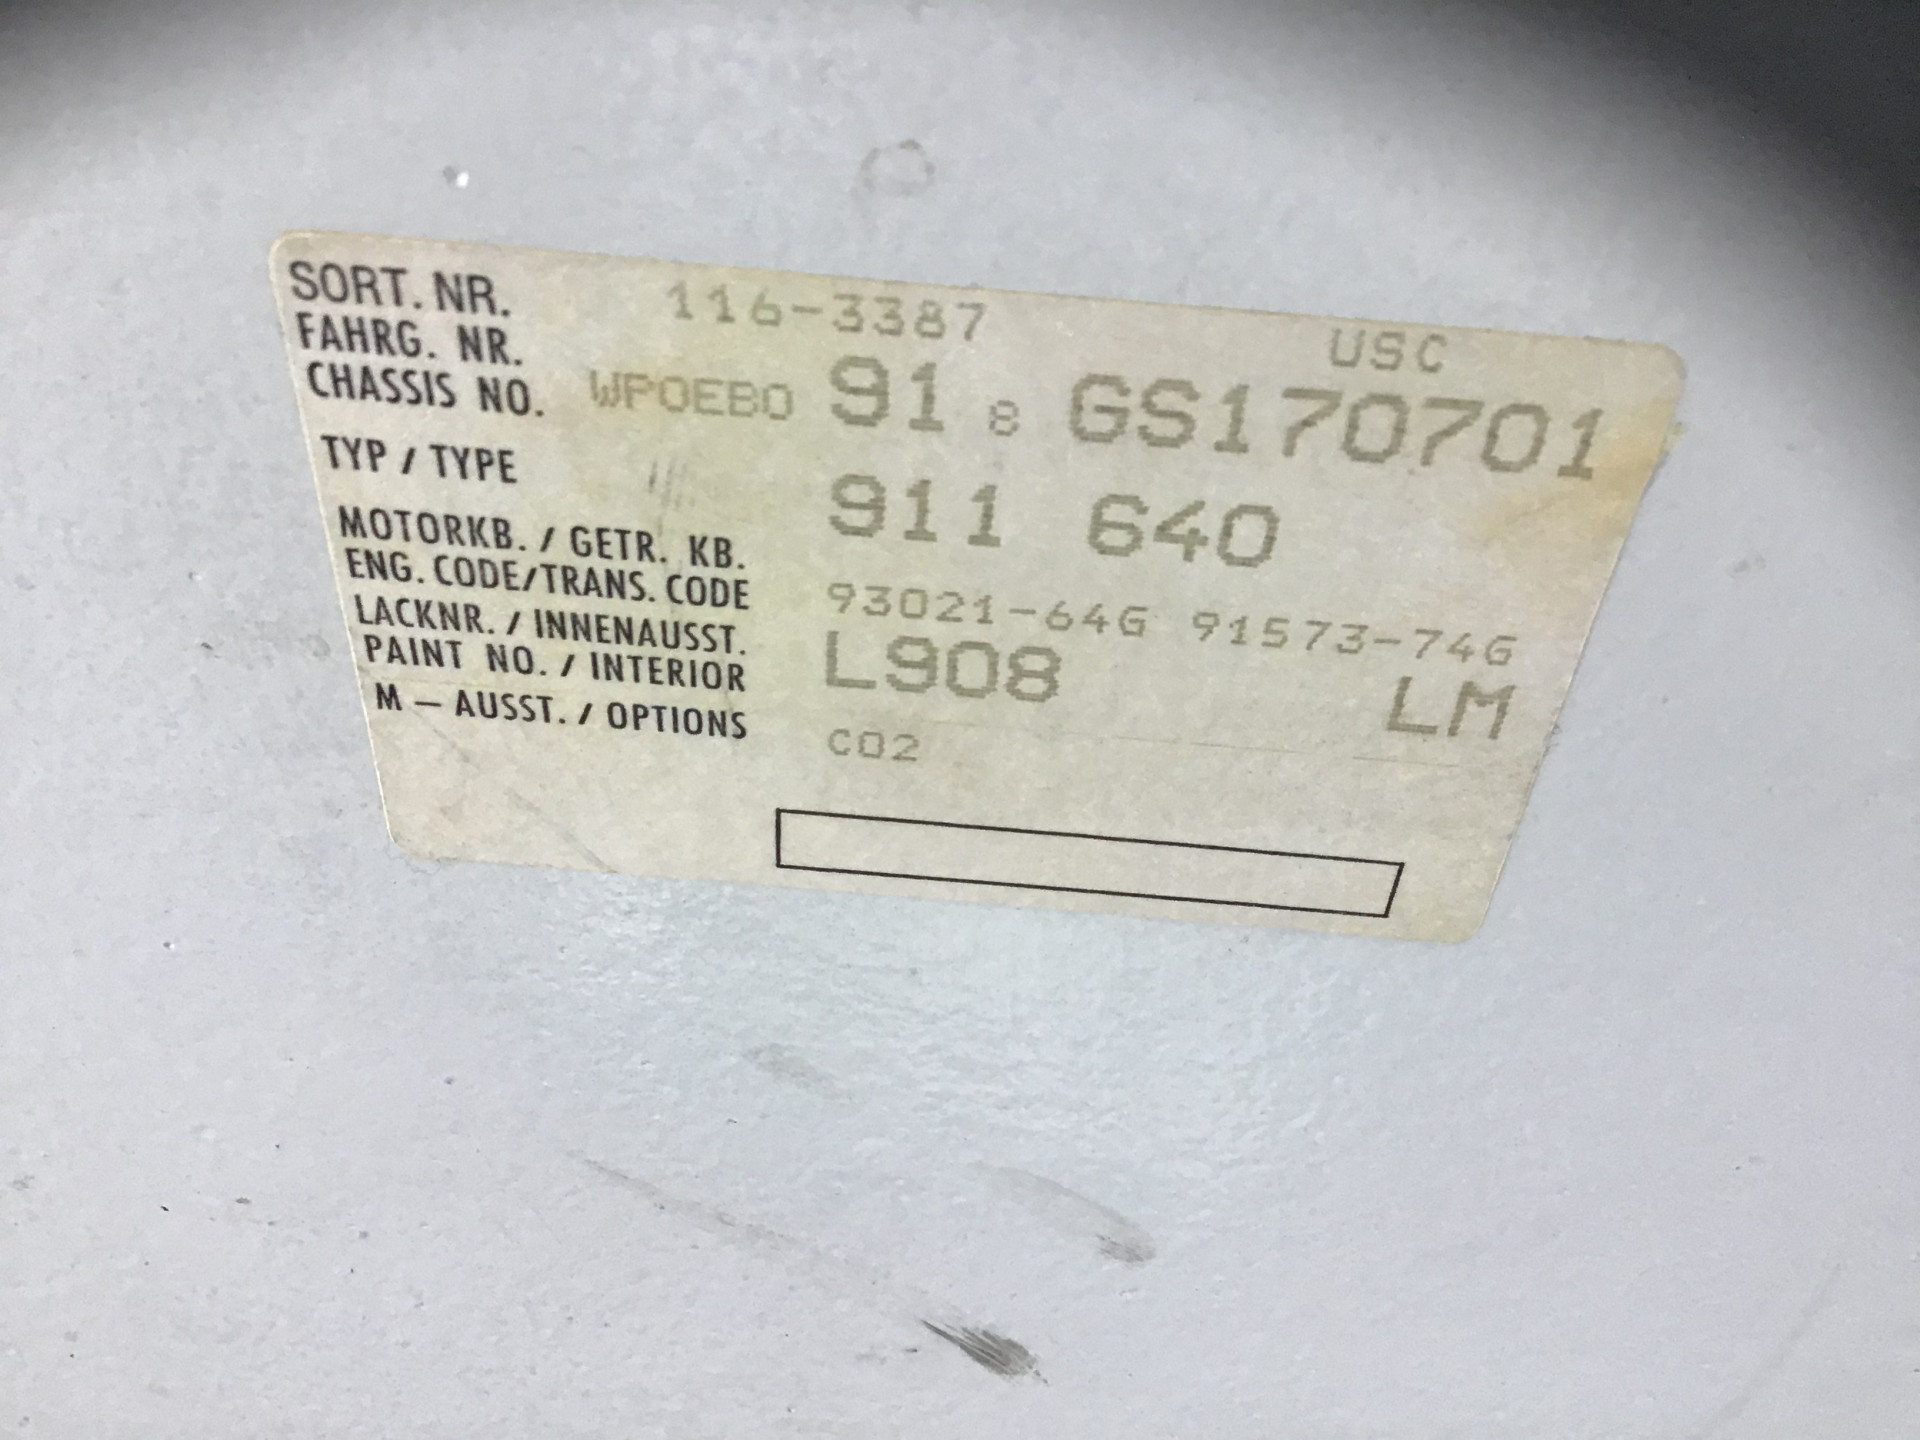 SORT. NR. 116-3387 USC
FAHRG. NR.
CHASSIS NO. WPOEBO 91 8 GS170701
TYP / TYPE 911 640
MOTORKB. / GETR. KB.
ENG. CODE/TRANS. CODE 93021-64G 91573-74G
LACKNR. / INNENAUSST.
PAINT NO. / INTERIOR L908 LM
M – AUSST. / OPTIONS C02